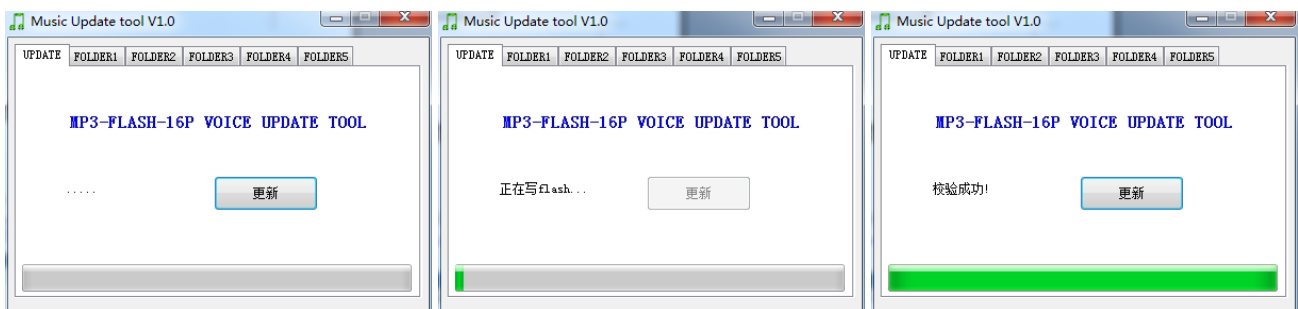 Music Update tool V1.0
UPDATE FOLDER1 FOLDER2 FOLDER3 FOLDER4 FOLDER5
MP3-FLASH-16P VOICE UPDATE TOOL
..... 更新
Music Update tool V1.0
UPDATE FOLDER1 FOLDER2 FOLDER3 FOLDER4 FOLDER5
MP3-FLASH-16P VOICE UPDATE TOOL
正在写flash... 更新
Music Update tool V1.0
UPDATE FOLDER1 FOLDER2 FOLDER3 FOLDER4 FOLDER5
MP3-FLASH-16P VOICE UPDATE TOOL
校验成功! 更新